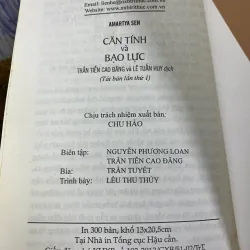 Email: lienhe@nxbtrithuc.com.vn
Website: www.nxbtrithuc.com.vn
AMARTYA SEN
CĂN TÍNH
và
BẠO LỰC
TRẦN TIỄN CAO ĐĂNG và LÊ TUẤN HUY dịch
(Tái bản lần thứ 1)
Chịu trách nhiệm xuất bản:
CHU HẢO
Biên tập: NGUYỄN PHƯƠNG LOAN
TRẦN TIỄN CAO ĐĂNG
Bìa: TRẦN TUYẾT
Trình bày: LÊU THU THỦY
In 300 bản, khổ 13x20,5cm
Tại Nhà in Tổng cục Hậu cần.